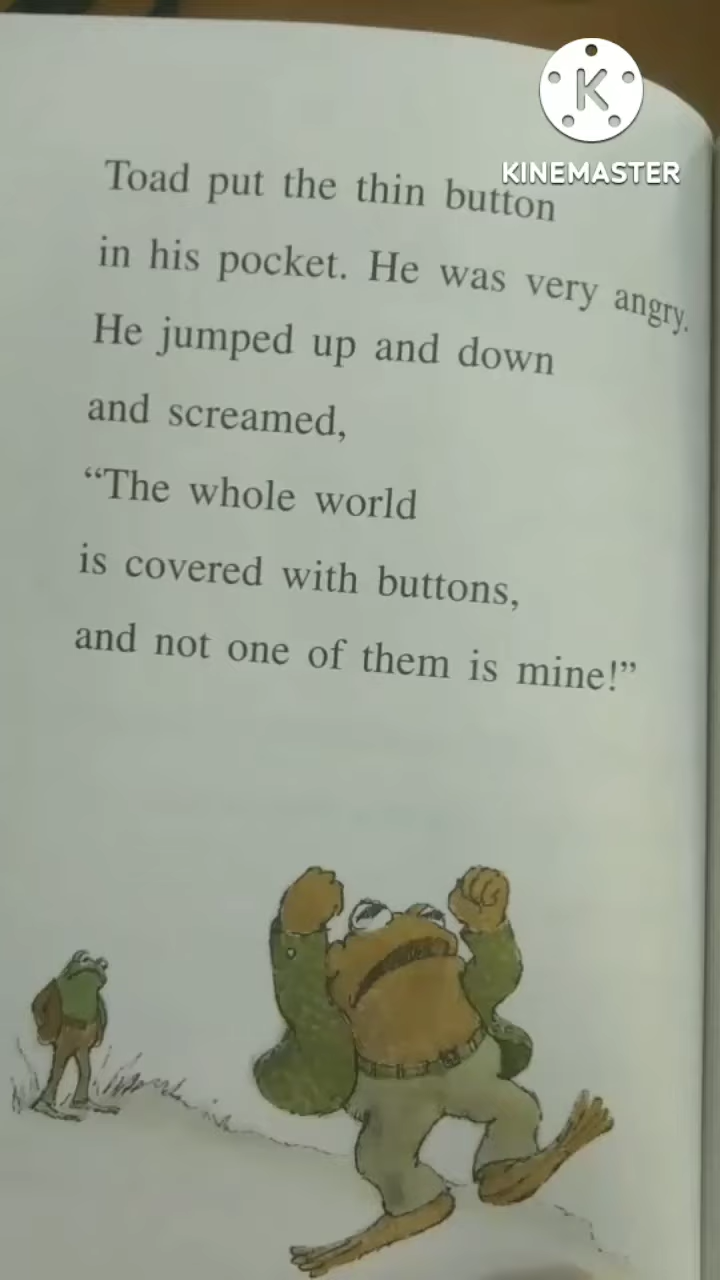 K
KINEMASTER
Toad put the thin button
in his pocket. He was very angry.
He jumped up and down
and screamed,
“The whole world
is covered with buttons,
and not one of them is mine!”